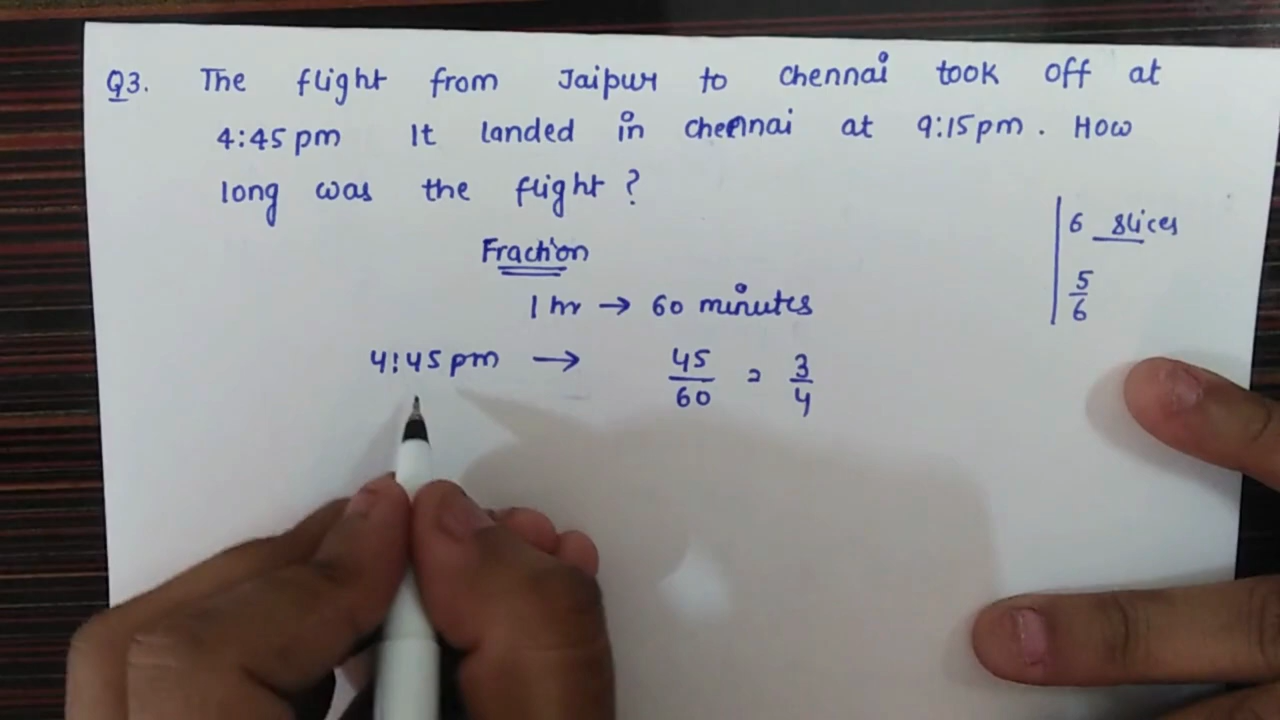 Q3. The flight from Jaipur to Chennai took off at
4:45 pm It landed in chennai at 9:15pm. How
long was the flight?
Fraction
6 slices
5/6
1 hr → 60 minutes
4:45 pm → 45/60 = 3/4